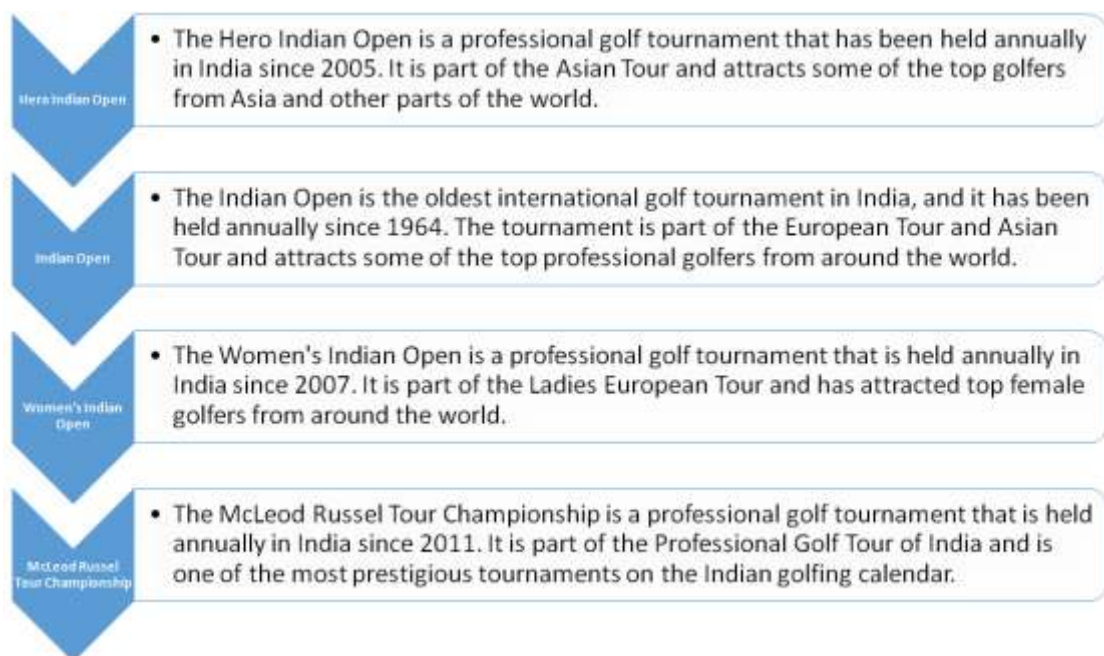 Hero Indian Open
• The Hero Indian Open is a professional golf tournament that has been held annually
in India since 2005. It is part of the Asian Tour and attracts some of the top golfers
from Asia and other parts of the world.
Indian Open
• The Indian Open is the oldest international golf tournament in India, and it has been
held annually since 1964. The tournament is part of the European Tour and Asian
Tour and attracts some of the top professional golfers from around the world.
Women's Indian
Open
• The Women's Indian Open is a professional golf tournament that is held annually in
India since 2007. It is part of the Ladies European Tour and has attracted top female
golfers from around the world.
McLeod Russel
Tour Championship
• The McLeod Russel Tour Championship is a professional golf tournament that is held
annually in India since 2011. It is part of the Professional Golf Tour of India and is
one of the most prestigious tournaments on the Indian golfing calendar.